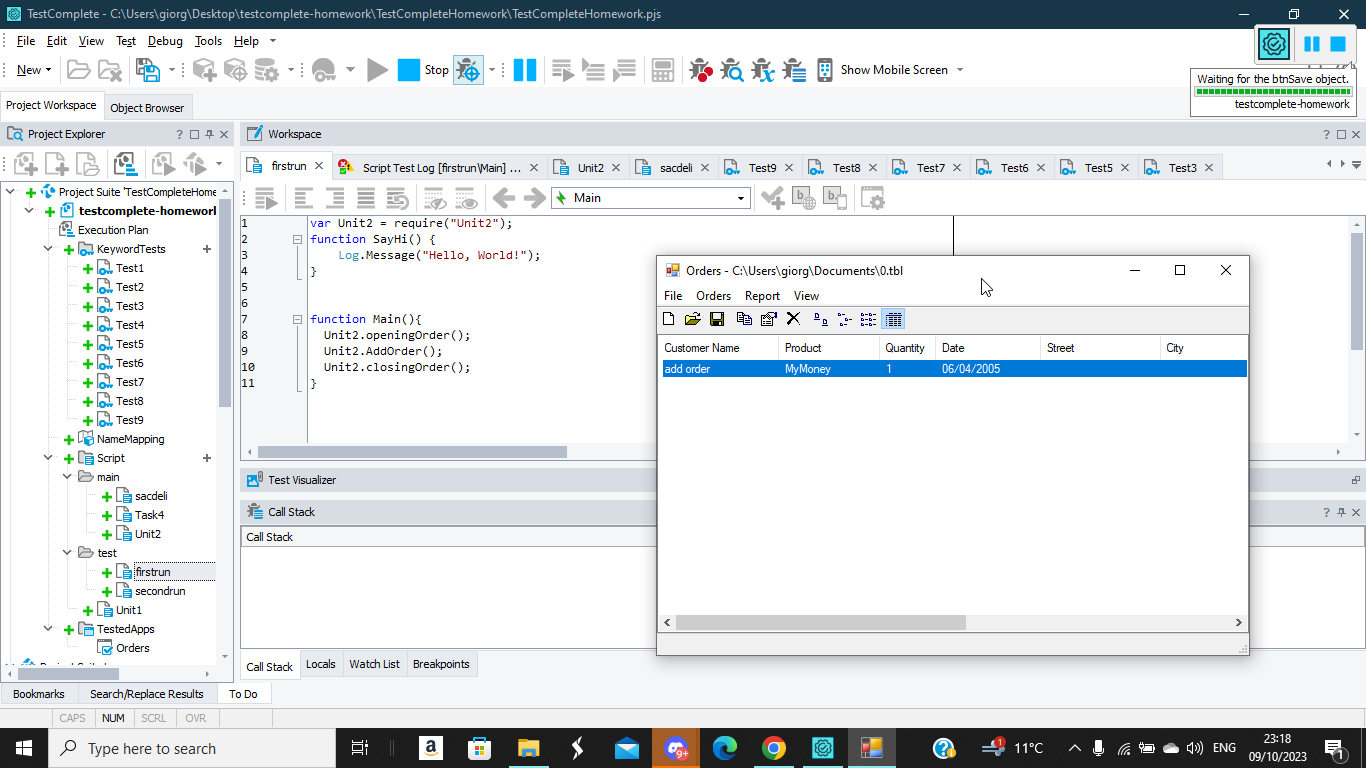 TestComplete - C:\Users\giorg\Desktop\testcomplete-homework\TestCompleteHomework\TestCompleteHomework.pjs
File Edit View Test Debug Tools Help
New Stop Show Mobile Screen
Waiting for the btnSave object.
testcomplete-homework
Project Workspace Object Browser
Project Explorer
Workspace
firstrun Script Test Log [firstrun\Main] ... Unit2 sacdeli Test9 Test8 Test7 Test6 Test5 Test3
Main
Project Suite 'TestCompleteHome
testcomplete-homework
Execution Plan
KeywordTests
Test1
Test2
Test3
Test4
Test5
Test6
Test7
Test8
Test9
NameMapping
Script
main
sacdeli
Task4
Unit2
test
firstrun
secondrun
Unit1
TestedApps
Orders
1 var Unit2 = require("Unit2");
2 function SayHi() {
3 Log.Message("Hello, World!");
4 }
5
6
7 function Main(){
8 Unit2.openingOrder();
9 Unit2.AddOrder();
10 Unit2.closingOrder();
11 }
Orders - C:\Users\giorg\Documents\0.tbl
File Orders Report View
Customer Name Product Quantity Date Street City
add order MyMoney 1 06/04/2005
Test Visualizer
Call Stack
Call Stack
Call Stack Locals Watch List Breakpoints
Bookmarks Search/Replace Results To Do
CAPS NUM SCRL OVR
Type here to search
a
9+
1
11°C
ENG
23:18
09/10/2023
1